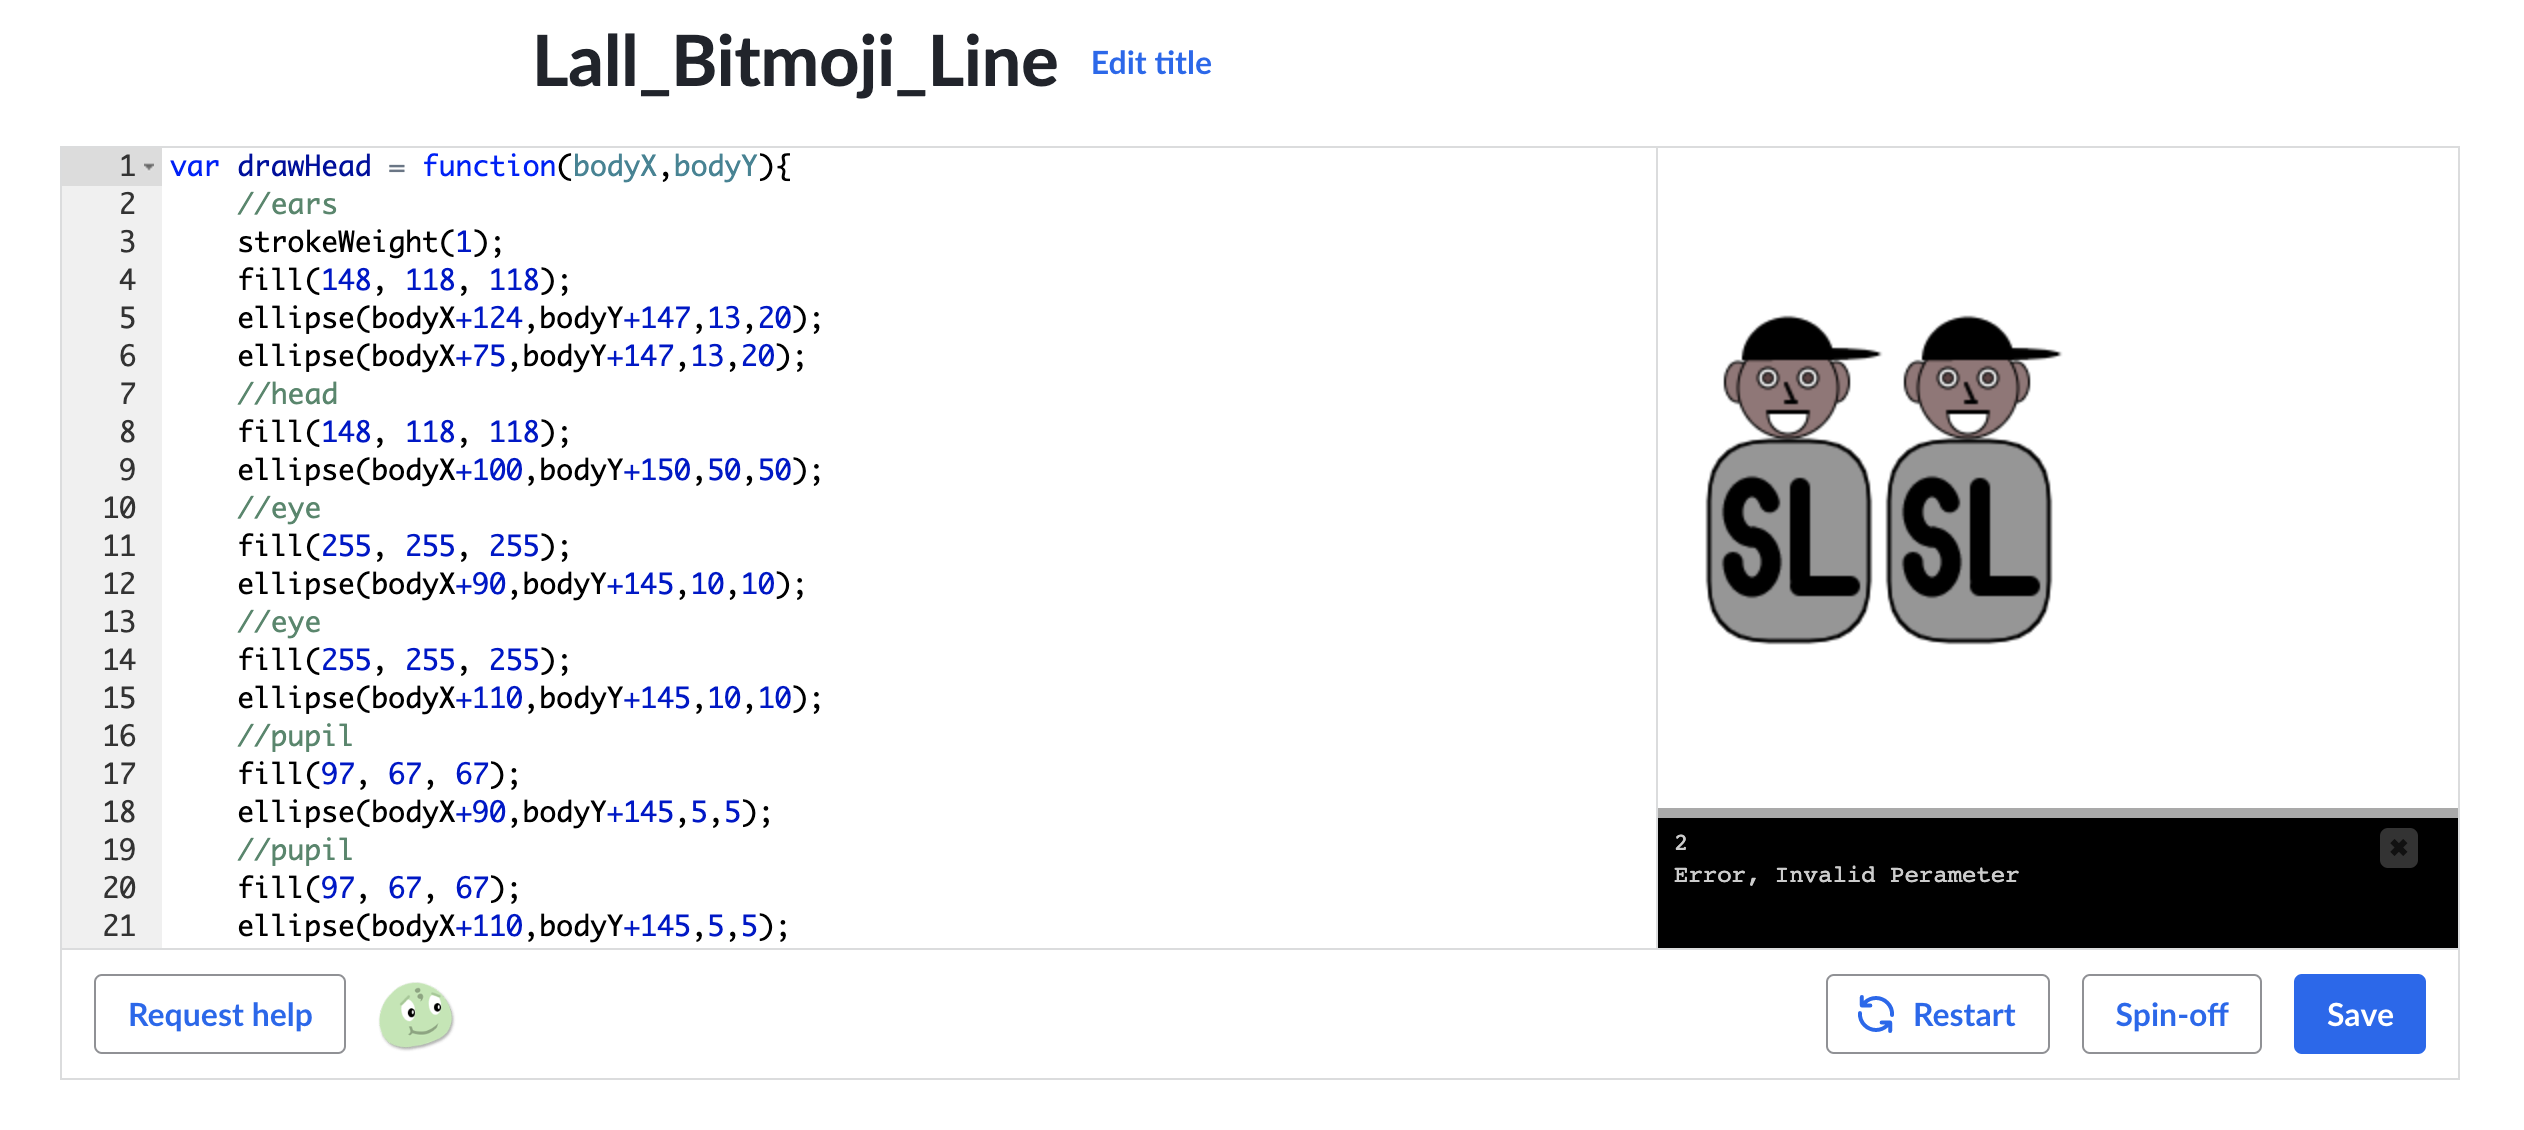 Lall_Bitmoji_Line Edit title
1 var drawHead = function(bodyX,bodyY){
2 //ears
3 strokeWeight(1);
4 fill(148, 118, 118);
5 ellipse(bodyX+124,bodyY+147,13,20);
6 ellipse(bodyX+75,bodyY+147,13,20);
7 //head
8 fill(148, 118, 118);
9 ellipse(bodyX+100,bodyY+150,50,50);
10 //eye
11 fill(255, 255, 255);
12 ellipse(bodyX+90,bodyY+145,10,10);
13 //eye
14 fill(255, 255, 255);
15 ellipse(bodyX+110,bodyY+145,10,10);
16 //pupil
17 fill(97, 67, 67);
18 ellipse(bodyX+90,bodyY+145,5,5);
19 //pupil
20 fill(97, 67, 67);
21 ellipse(bodyX+110,bodyY+145,5,5);
SL SL
2
Error, Invalid Perameter
Request help Restart Spin-off Save